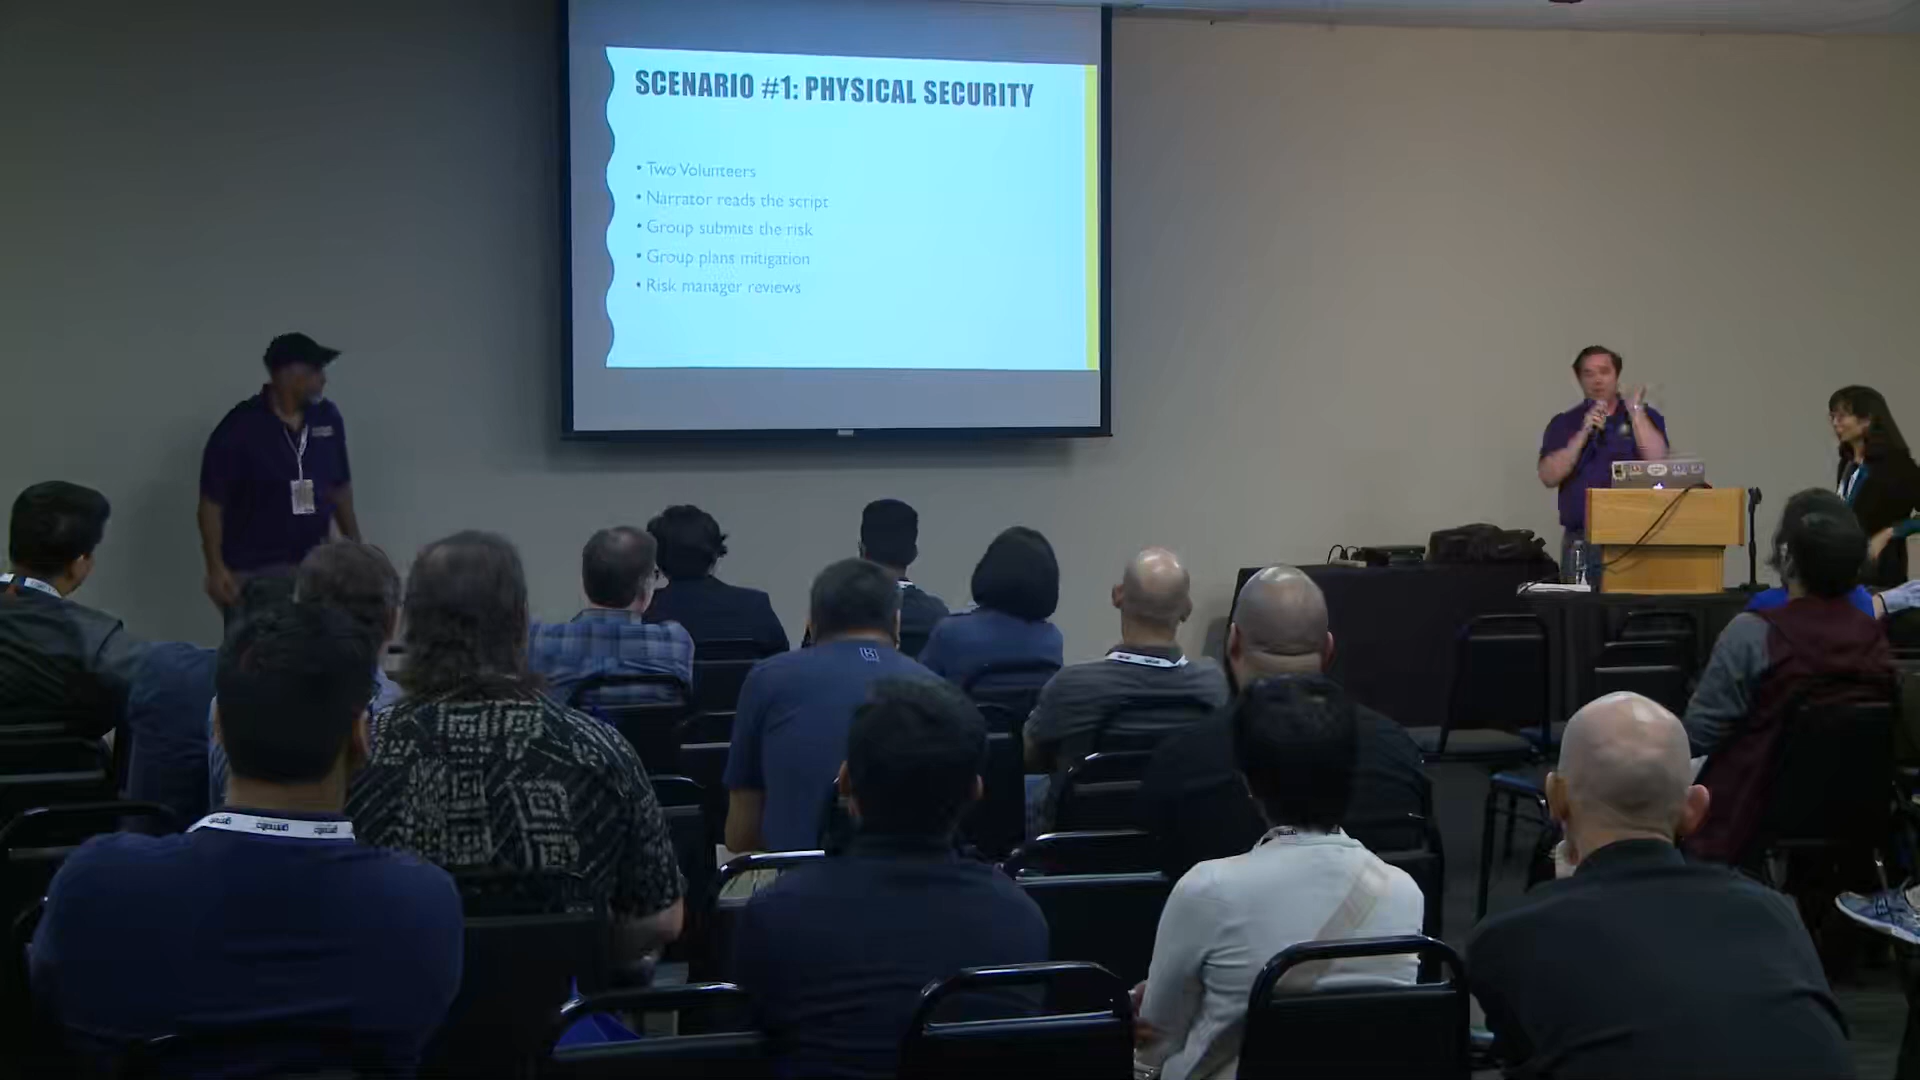 SCENARIO #1: PHYSICAL SECURITY
• Two Volunteers
• Narrator reads the script
• Group submits the risk
• Group plans mitigation
• Risk manager reviews